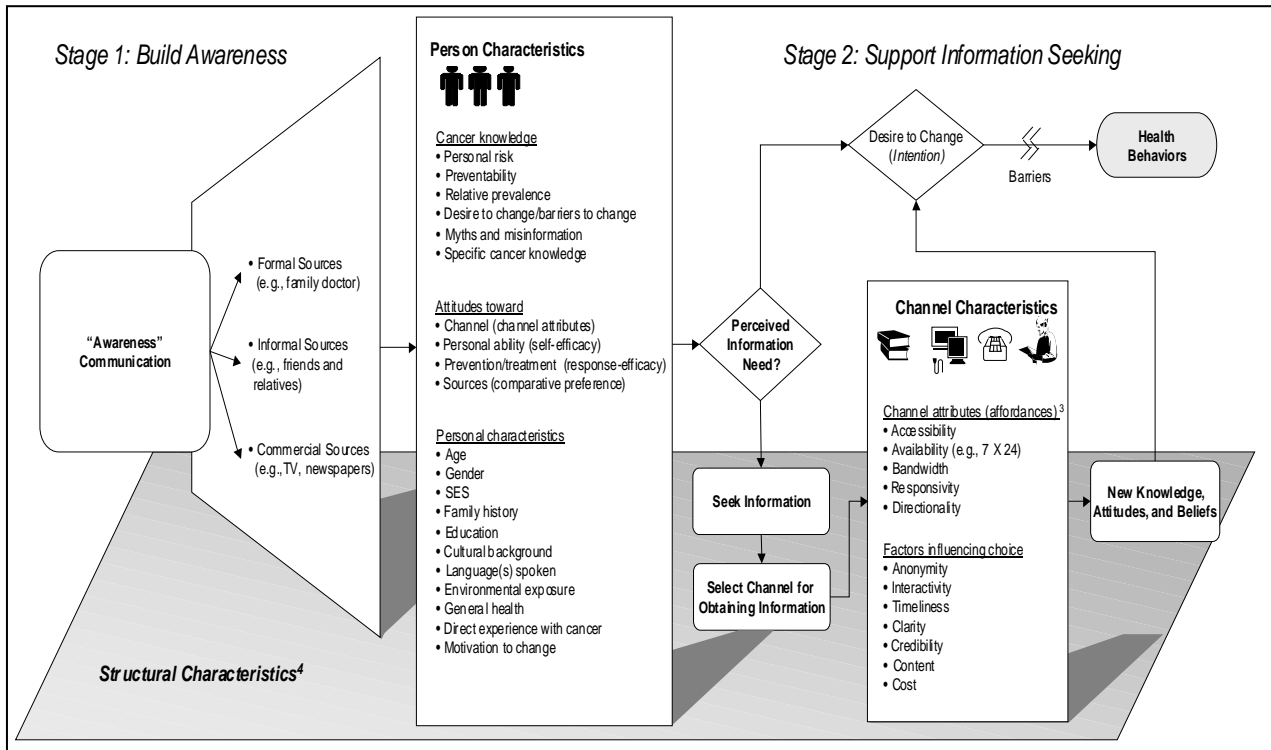 Stage 1: Build Awareness
“Awareness”
Communication
• Formal Sources
(e.g., family doctor)
• Informal Sources
(e.g., friends and
relatives)
• Commercial Sources
(e.g.,TV, newspapers)
Structural Characteristics4
Person Characteristics
Cancer knowledge
• Personal risk
• Preventability
• Relative prevalence
• Desire to change/barriers to change
• Myths and misinformation
• Specific cancer knowledge
Attitudes toward
• Channel (channel attributes)
• Personal ability (self-efficacy)
• Prevention/treatment (response-efficacy)
• Sources (comparative preference)
Personal characteristics
• Age
• Gender
• SES
• Family history
• Education
• Cultural background
• Language(s) spoken
• Environmental exposure
• General health
• Direct experience with cancer
• Motivation to change
Stage 2: Support Information Seeking
Perceived
Information
Need?
Desire to Change
(Intention)
Barriers
Health
Behaviors
Seek Information
Select Channel for
Obtaining Information
Channel Characteristics
Channel attributes (affordances)3
• Accessibility
• Availability (e.g., 7 X 24)
• Bandwidth
• Responsivity
• Directionality
Factors influencing choice
• Anonymity
• Interactivity
• Timeliness
• Clarity
• Credibility
• Content
• Cost
New Knowledge,
Attitudes, and Beliefs